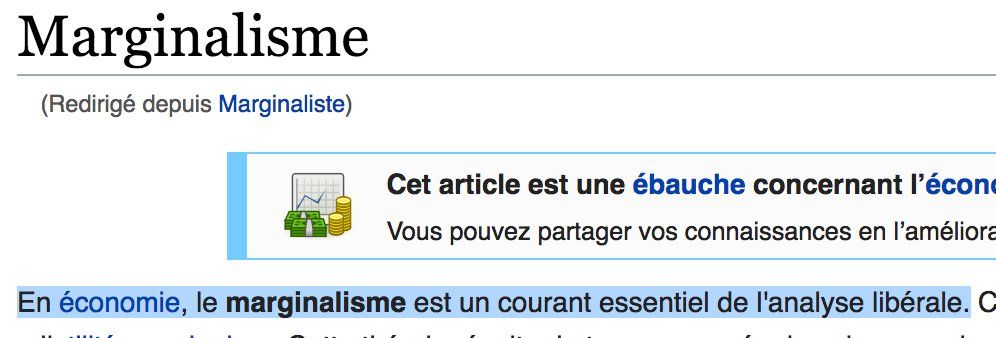 Marginalisme
(Redirigé depuis Marginaliste)
Cet article est une ébauche concernant l’écono
Vous pouvez partager vos connaissances en l’améliora
En économie, le marginalisme est un courant essentiel de l'analyse libérale. C